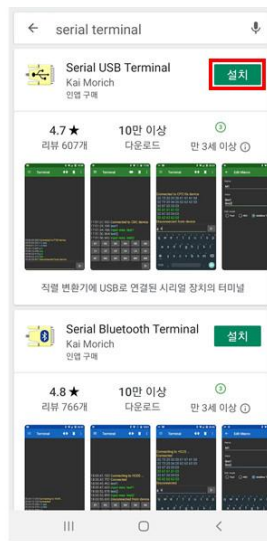 serial terminal
Serial USB Terminal
Kai Morich
인앱 구매
설치
4.7★ 10만 이상 ③
리뷰 607개 다운로드 만 3세 이상 ⓘ
직렬 변환기에 USB로 연결된 시리얼 장치의 터미널
Serial Bluetooth Terminal
Kai Morich
인앱 구매
설치
4.8★ 10만 이상 ③
리뷰 766개 다운로드 만 3세 이상 ⓘ